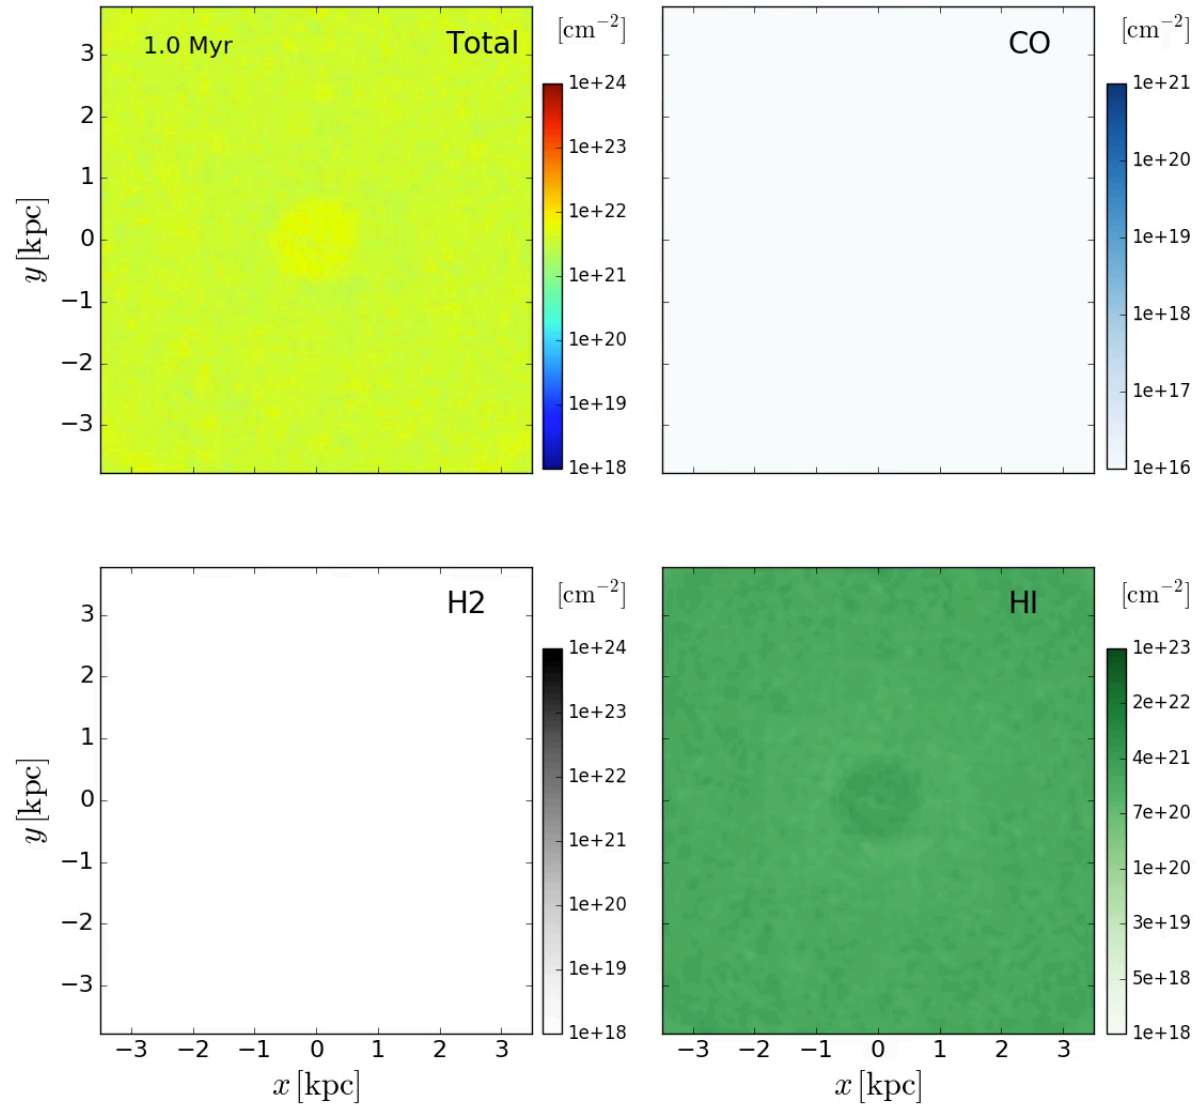 1.0 Myr
Total
[cm⁻²]
3
2
1
0
−1
−2
−3
y [kpc]
1e+24
1e+23
1e+22
1e+21
1e+20
1e+19
1e+18
CO
[cm⁻²]
1e+21
1e+20
1e+19
1e+18
1e+17
1e+16
H2
[cm⁻²]
3
2
1
0
−1
−2
−3
y [kpc]
1e+24
1e+23
1e+22
1e+21
1e+20
1e+19
1e+18
−3 −2 −1 0 1 2 3
x [kpc]
HI
[cm⁻²]
1e+23
2e+22
4e+21
7e+20
1e+20
3e+19
5e+18
1e+18
−3 −2 −1 0 1 2 3
x [kpc]